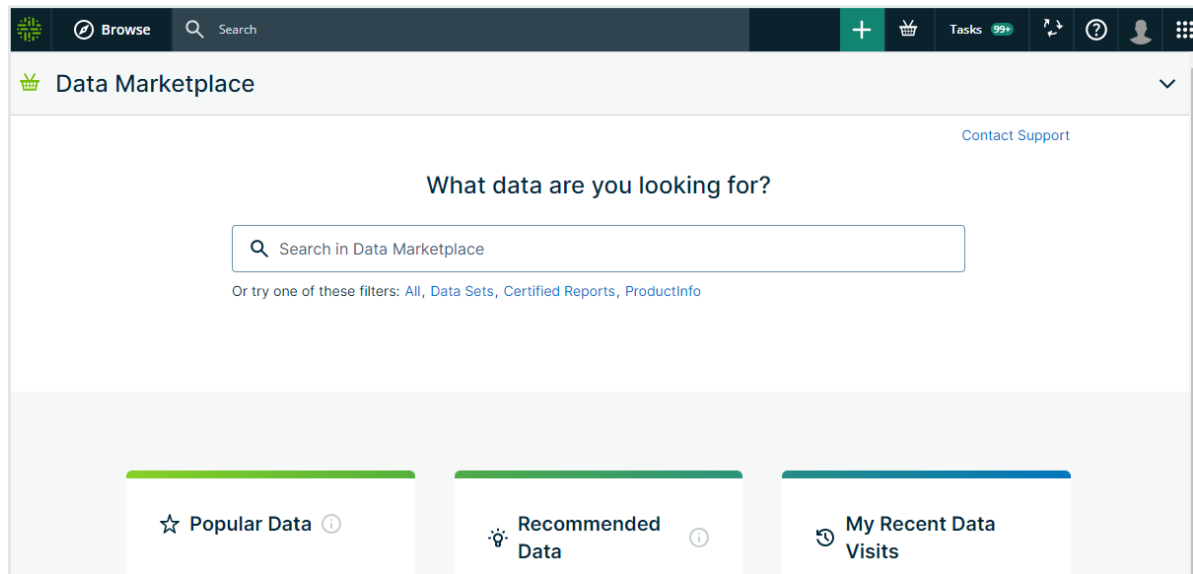 Browse
Search
Tasks 99+
Data Marketplace
Contact Support
What data are you looking for?
Search in Data Marketplace
Or try one of these filters: All, Data Sets, Certified Reports, ProductInfo
Popular Data
Recommended
Data
My Recent Data
Visits